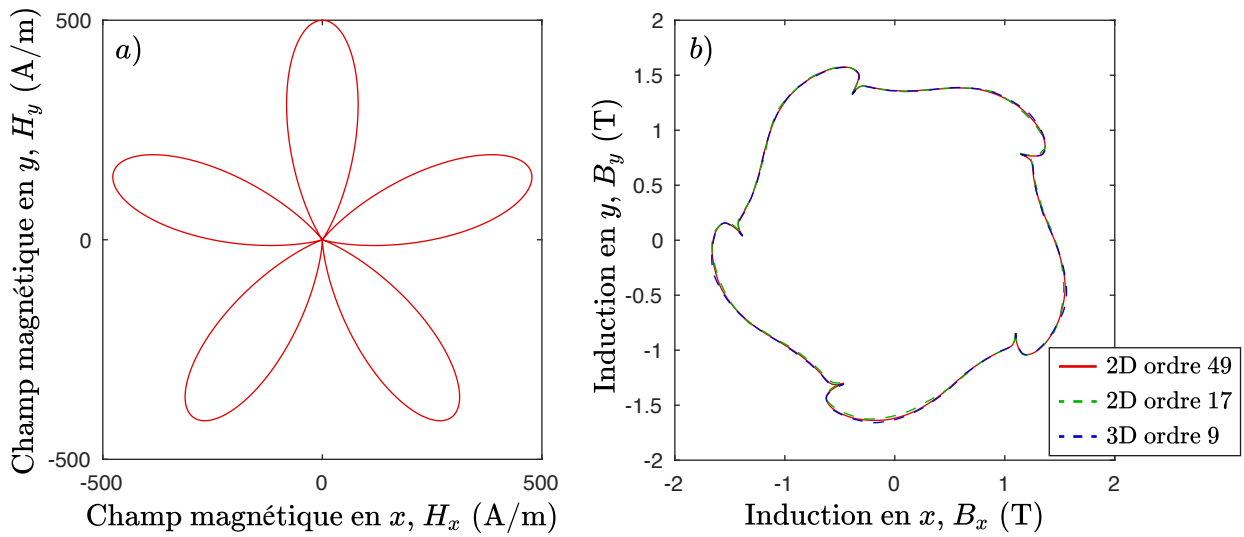 a)
500
0
-500
-500
0
500
Champ magnétique en y, H_y (A/m)
Champ magnétique en x, H_x (A/m)
b)
2
1.5
1
0.5
0
-0.5
-1
-1.5
-2
-2
-1
0
1
2
Induction en y, B_y (T)
Induction en x, B_x (T)
2D ordre 49
2D ordre 17
3D ordre 9